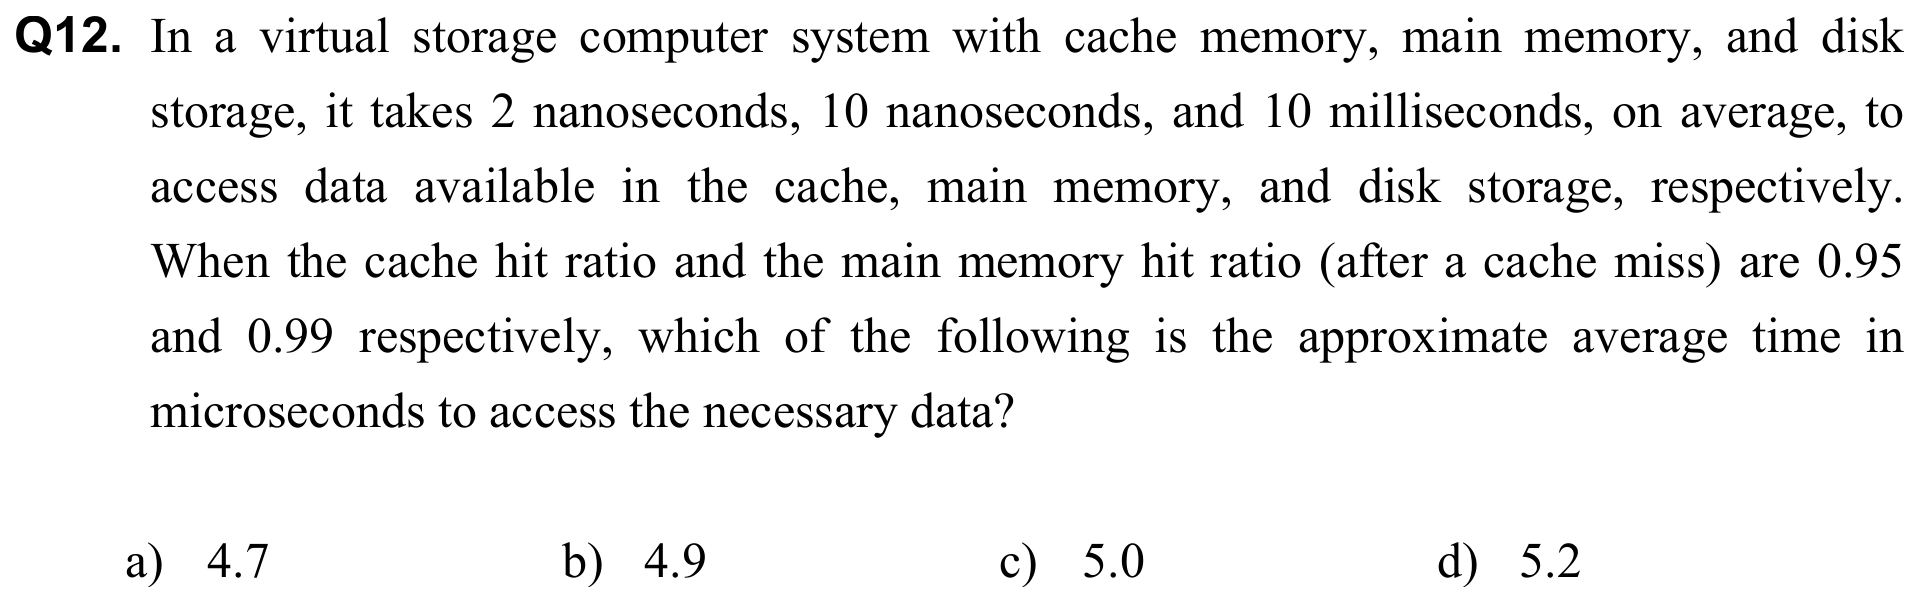 Q12. In a virtual storage computer system with cache memory, main memory, and disk
storage, it takes 2 nanoseconds, 10 nanoseconds, and 10 milliseconds, on average, to
access data available in the cache, main memory, and disk storage, respectively.
When the cache hit ratio and the main memory hit ratio (after a cache miss) are 0.95
and 0.99 respectively, which of the following is the approximate average time in
microseconds to access the necessary data?
a) 4.7 b) 4.9 c) 5.0 d) 5.2